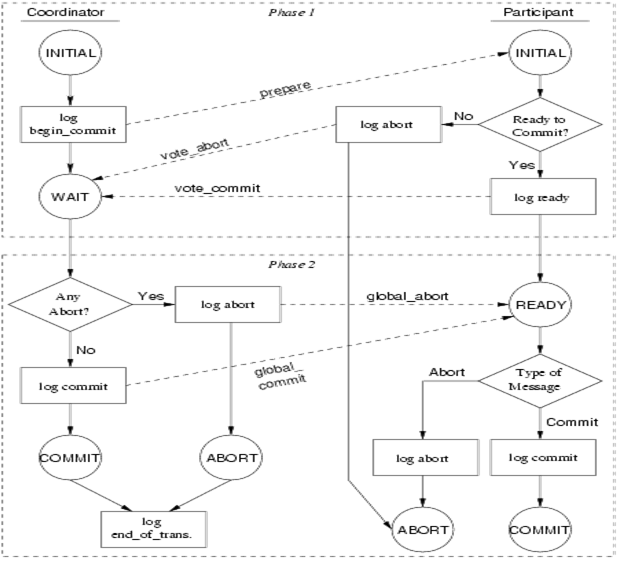 Coordinator
Phase 1
Participant
INITIAL
INITIAL
prepare
log
begin_commit
log abort
No
Ready to
Commit?
vote_abort
Yes
WAIT
vote_commit
log ready
Phase 2
Any
Abort?
Yes
log abort
global_abort
READY
No
log commit
global_
commit
Abort
Type of
Message
Commit
COMMIT
ABORT
log abort
log commit
log
end_of_trans.
ABORT
COMMIT